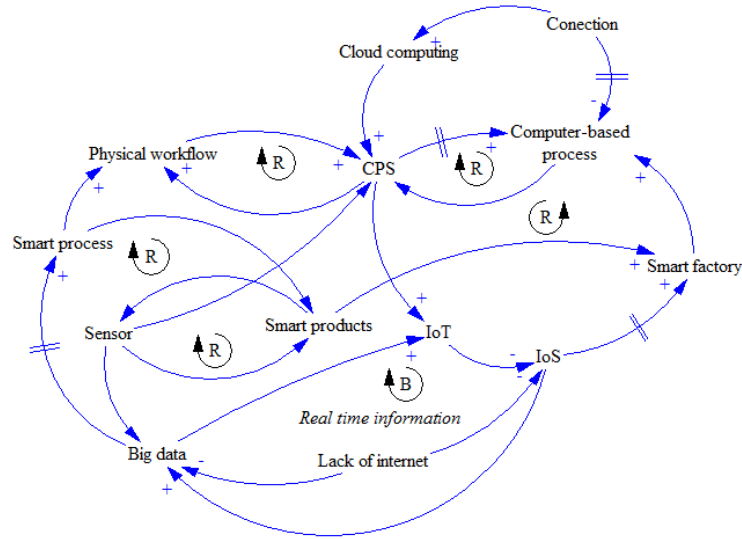 Conection
Cloud computing
+
-
Computer-based
process
+
+
Physical workflow
+
R
+
CPS
R
+
+
+
Smart process
+
R
R
Smart factory
+
+
Sensor
Smart products
R
+
IoT
+
-
IoS
-
B
Real time information
Big data
-
Lack of internet
+